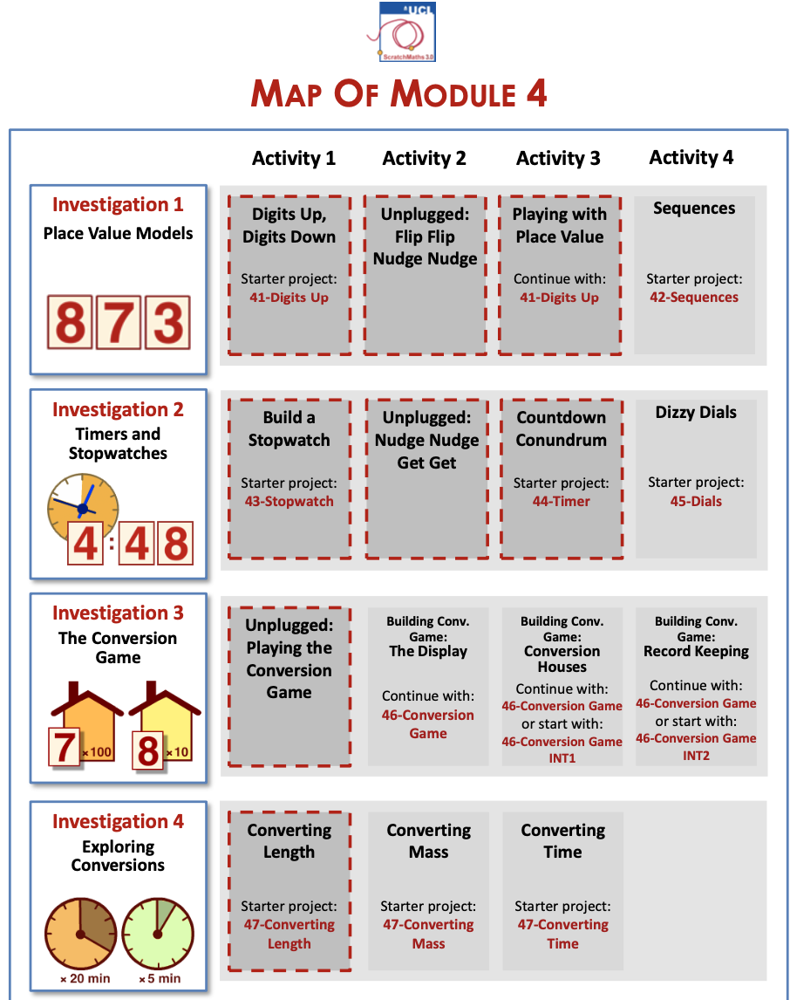 UCL
ScratchMaths 3.0
MAP OF MODULE 4
Activity 1
Activity 2
Activity 3
Activity 4
Investigation 1
Place Value Models
8 7 3
Digits Up,
Digits Down
Starter project:
41-Digits Up
Unplugged:
Flip Flip
Nudge Nudge
Playing with
Place Value
Continue with:
41-Digits Up
Sequences
Starter project:
42-Sequences
Investigation 2
Timers and
Stopwatches
4 : 4 8
Build a
Stopwatch
Starter project:
43-Stopwatch
Unplugged:
Nudge Nudge
Get Get
Countdown
Conundrum
Starter project:
44-Timer
Dizzy Dials
Starter project:
45-Dials
Investigation 3
The Conversion
Game
7 ×100
8 ×10
Unplugged:
Playing the
Conversion
Game
Building Conv.
Game:
The Display
Continue with:
46-Conversion
Game
Building Conv.
Game:
Conversion
Houses
Continue with:
46-Conversion Game
or start with:
46-Conversion Game
INT1
Building Conv.
Game:
Record Keeping
Continue with:
46-Conversion Game
or start with:
46-Conversion Game
INT2
Investigation 4
Exploring
Conversions
× 20 min
× 5 min
Converting
Length
Starter project:
47-Converting
Length
Converting
Mass
Starter project:
47-Converting
Mass
Converting
Time
Starter project:
47-Converting
Time